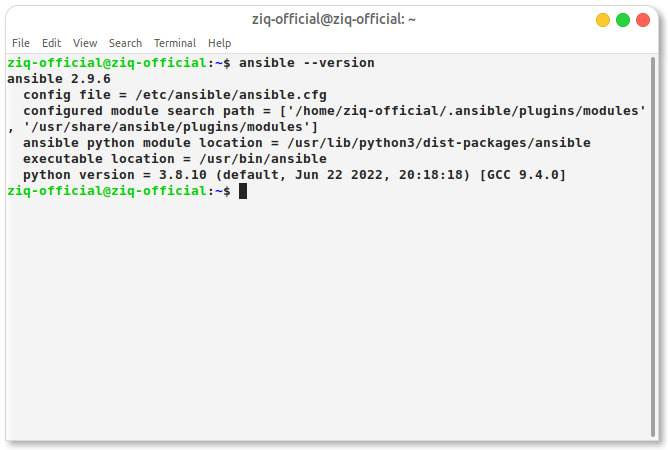 ziq-official@ziq-official: ~
File Edit View Search Terminal Help
ziq-official@ziq-official:~$ ansible --version
ansible 2.9.6
  config file = /etc/ansible/ansible.cfg
  configured module search path = ['/home/ziq-official/.ansible/plugins/modules'
, '/usr/share/ansible/plugins/modules']
  ansible python module location = /usr/lib/python3/dist-packages/ansible
  executable location = /usr/bin/ansible
  python version = 3.8.10 (default, Jun 22 2022, 20:18:18) [GCC 9.4.0]
ziq-official@ziq-official:~$